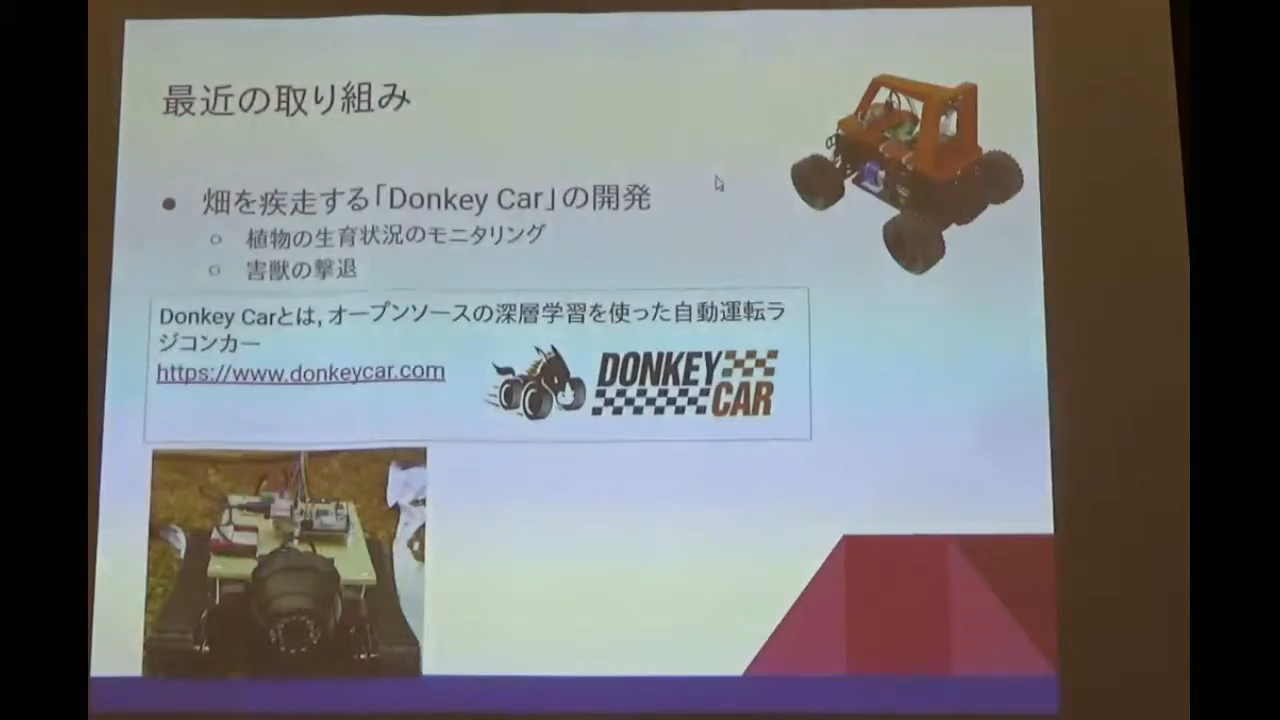 最近の取り組み
● 畑を疾走する「Donkey Car」の開発
○ 植物の生育状況のモニタリング
○ 害獣の撃退
Donkey Carとは, オープンソースの深層学習を使った自動運転ラ
ジコンカー
https://www.donkeycar.com
DONKEY
CAR